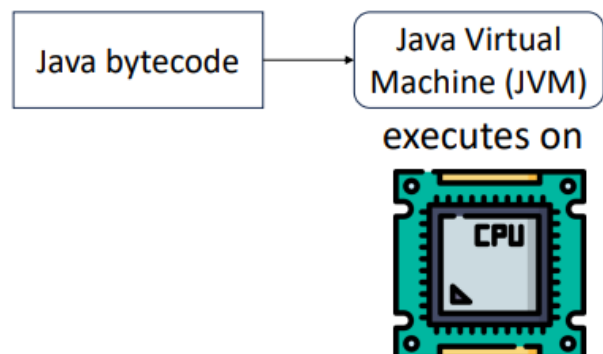 Java bytecode
Java Virtual
Machine (JVM)
executes on
CPU